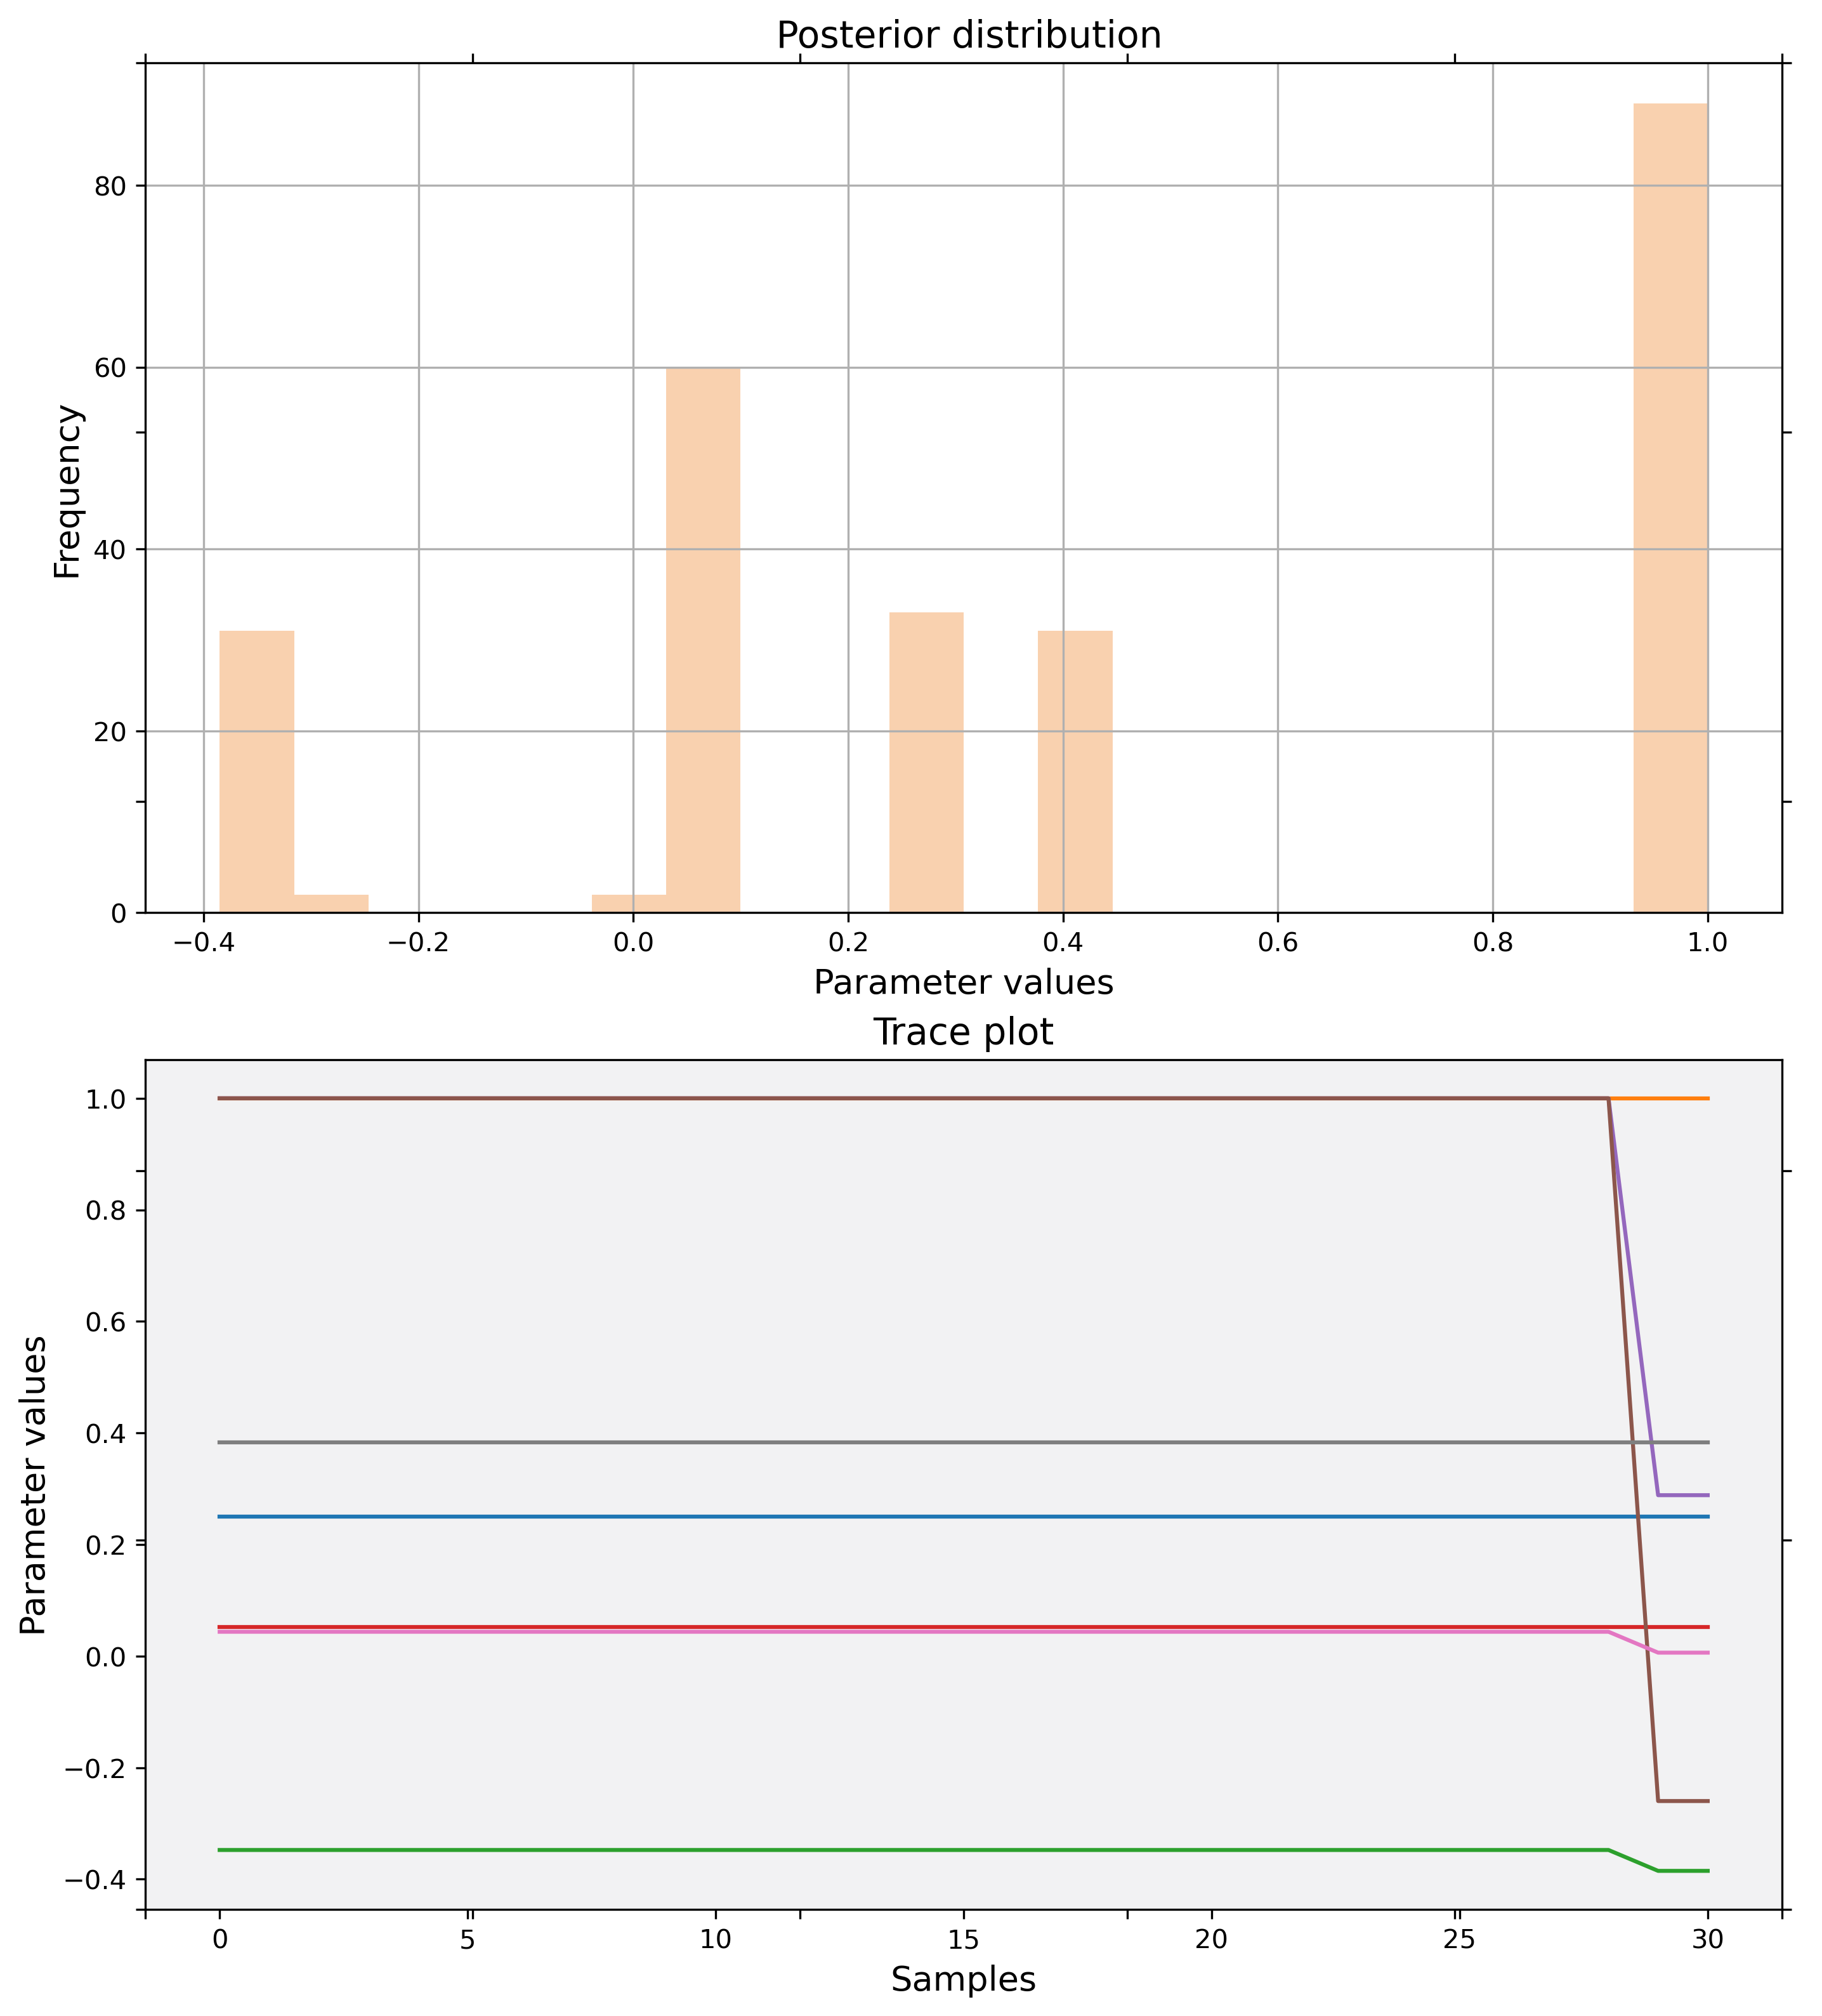 Posterior distribution
Frequency
80
60
40
20
0
−0.4 −0.2 0.0 0.2 0.4 0.6 0.8 1.0
Parameter values
Trace plot
Parameter values
1.0
0.8
0.6
0.4
0.2
0.0
−0.2
−0.4
0 5 10 15 20 25 30
Samples